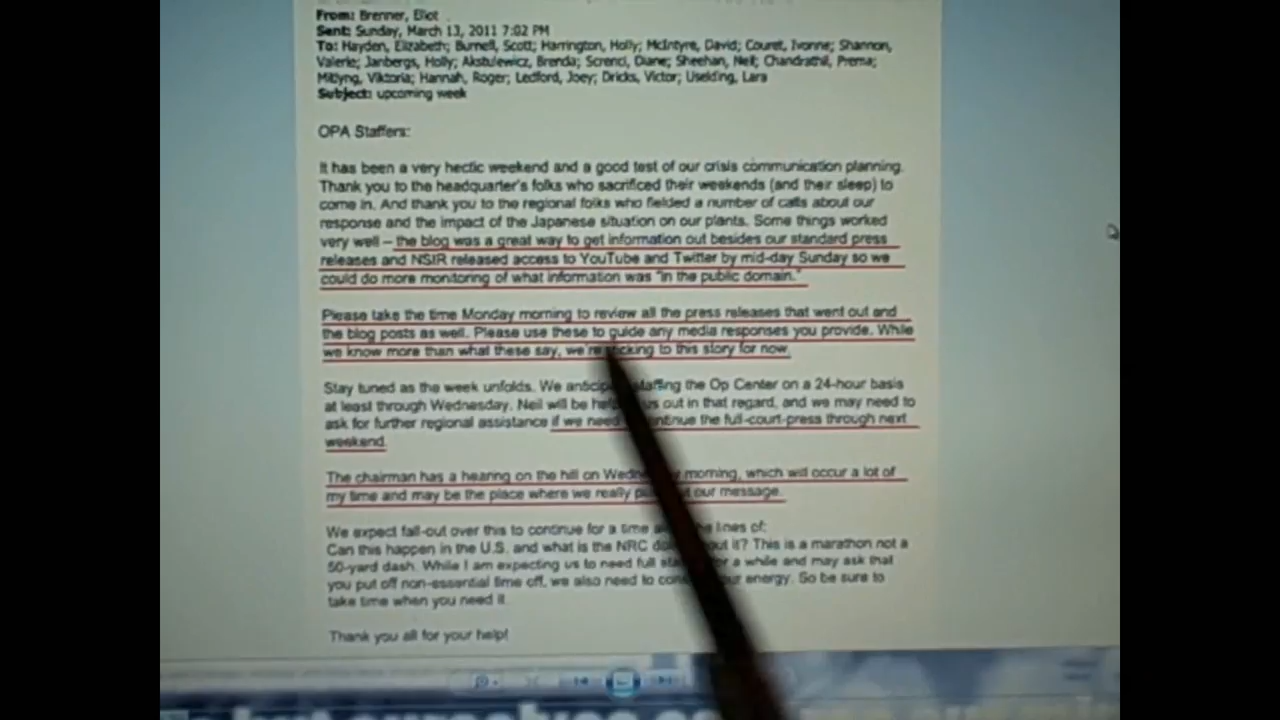 From: Brenner, Eliot
Sent: Sunday, March 13, 2011 7:02 PM
To: Hayden, Elizabeth; Burnell, Scott; Harrington, Holly; McIntyre, David; Couret, Ivonne; Shannon,
Valerie; Janbergs, Holly; Akstulewicz, Brenda; Screnci, Diane; Sheehan, Neil; Chandrathil, Prema;
Mitlyng, Viktoria; Hannah, Roger; Ledford, Joey; Dricks, Victor; Uselding, Lara
Subject: upcoming week
OPA Staffers:
It has been a very hectic weekend and a good test of our crisis communication planning.
Thank you to the headquarter's folks who sacrificed their weekends (and their sleep) to
come in. And thank you to the regional folks who fielded a number of calls about our
response and the impact of the Japanese situation on our plants. Some things worked
very well – the blog was a great way to get information out besides our standard press
releases and NSIR released access to YouTube and Twitter by mid-day Sunday so we
could do more monitoring of what information was "in the public domain."
Please take the time Monday morning to review all the press releases that went out and
the blog posts as well. Please use these to guide any media responses you provide. While
we know more than what these say, we're sticking to this story for now.
Stay tuned as the week unfolds. We staffing the Op Center on a 24-hour basis
at least through Wednesday. Neil will be us out in that regard, and we may need to
ask for further regional assistance if we need continue the full-court-press through next
weekend.
The chairman has a hearing on the hill on morning, which will occur a lot of
my time and may be the place where we really our message.
We expect fall-out over this to continue for a time lines of:
Can this happen in the U.S. and what is the NRC it? This is a marathon not a
50-yard dash. While I am expecting us to need full for a while and may ask that
you put off non-essential time off, we also need to energy. So be sure to
take time when you need it.
Thank you all for your help!